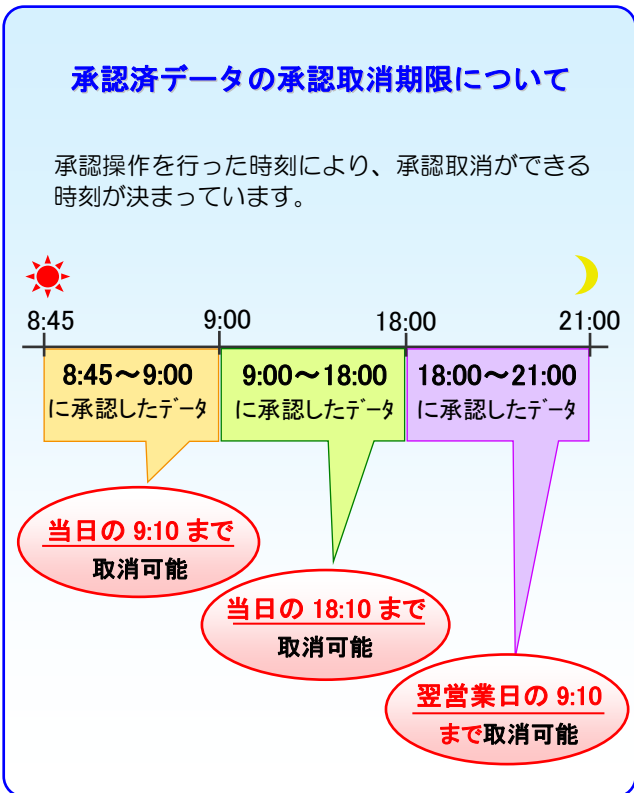 承認済データの承認取消期限について
承認操作を行った時刻により、承認取消ができる
時刻が決まっています。
8:45
9:00
18:00
21:00
8:45～9:00
に承認したﾃﾞｰﾀ
9:00～18:00
に承認したﾃﾞｰﾀ
18:00～21:00
に承認したﾃﾞｰﾀ
当日の 9:10 まで
取消可能
当日の 18:10 まで
取消可能
翌営業日の 9:10
まで取消可能